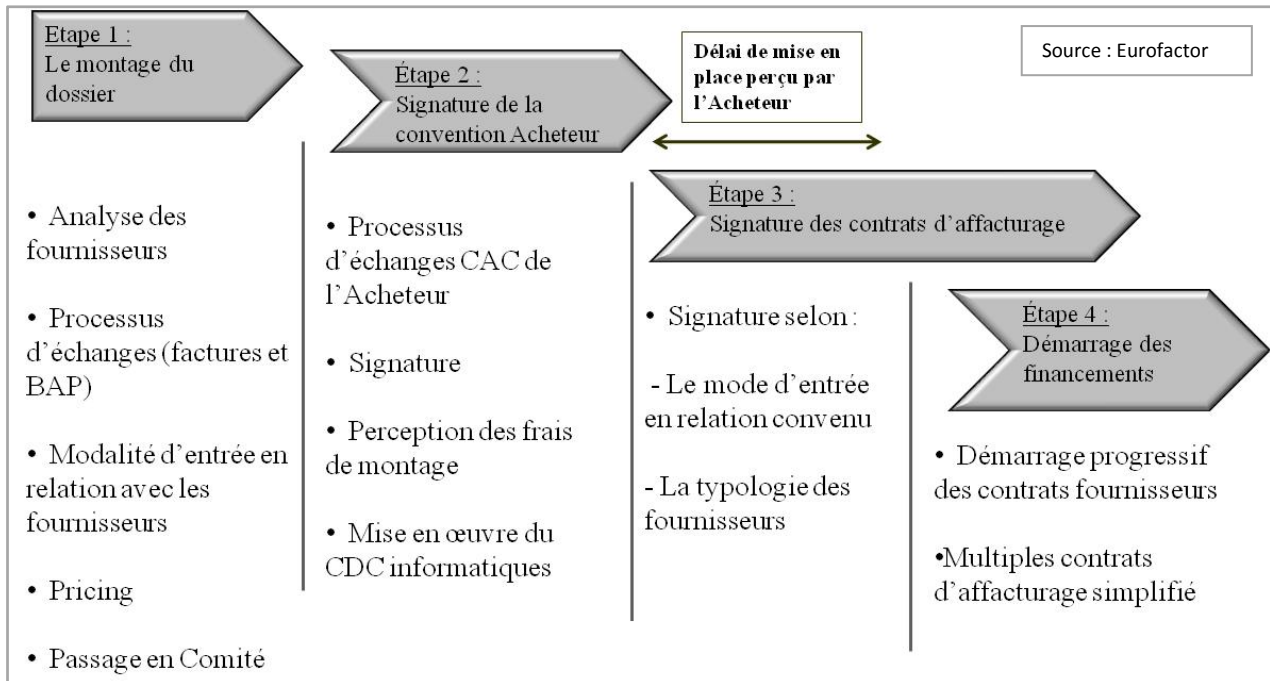 Etape 1 :
Le montage du
dossier
Étape 2 :
Signature de la
convention Acheteur
Délai de mise en
place perçu par
l’Acheteur
Source : Eurofactor
Étape 3 :
Signature des contrats d’affacturage
Étape 4 :
Démarrage des
financements
• Analyse des
fournisseurs
• Processus
d’échanges (factures et
BAP)
• Modalité d’entrée en
relation avec les
fournisseurs
• Pricing
• Passage en Comité
• Processus
d’échanges CAC de
l’Acheteur
• Signature
• Perception des frais
de montage
• Mise en œuvre du
CDC informatiques
• Signature selon :
- Le mode d’entrée
en relation convenu
- La typologie des
fournisseurs
• Démarrage progressif
des contrats fournisseurs
•Multiples contrats
d’affacturage simplifié